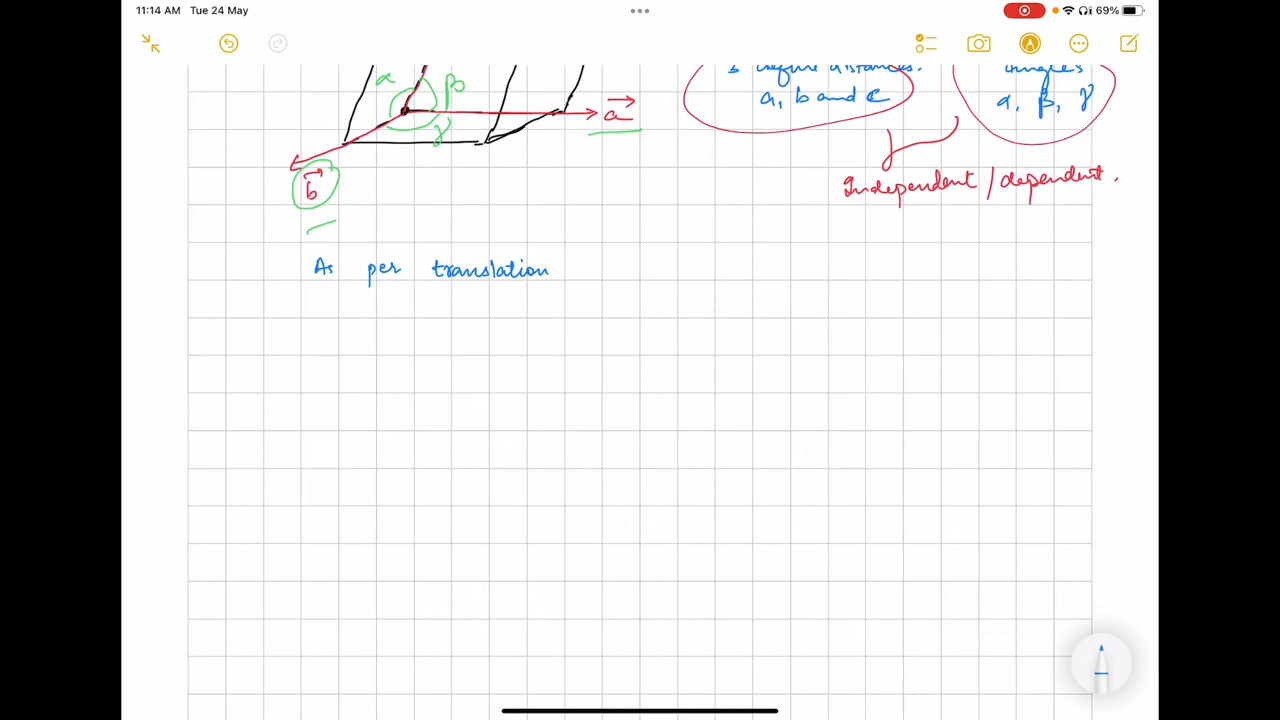 11:14 AM Tue 24 May
69%
α β
a, b and c
α, β, γ
γ
a
b
Independent / dependent.
As per translation